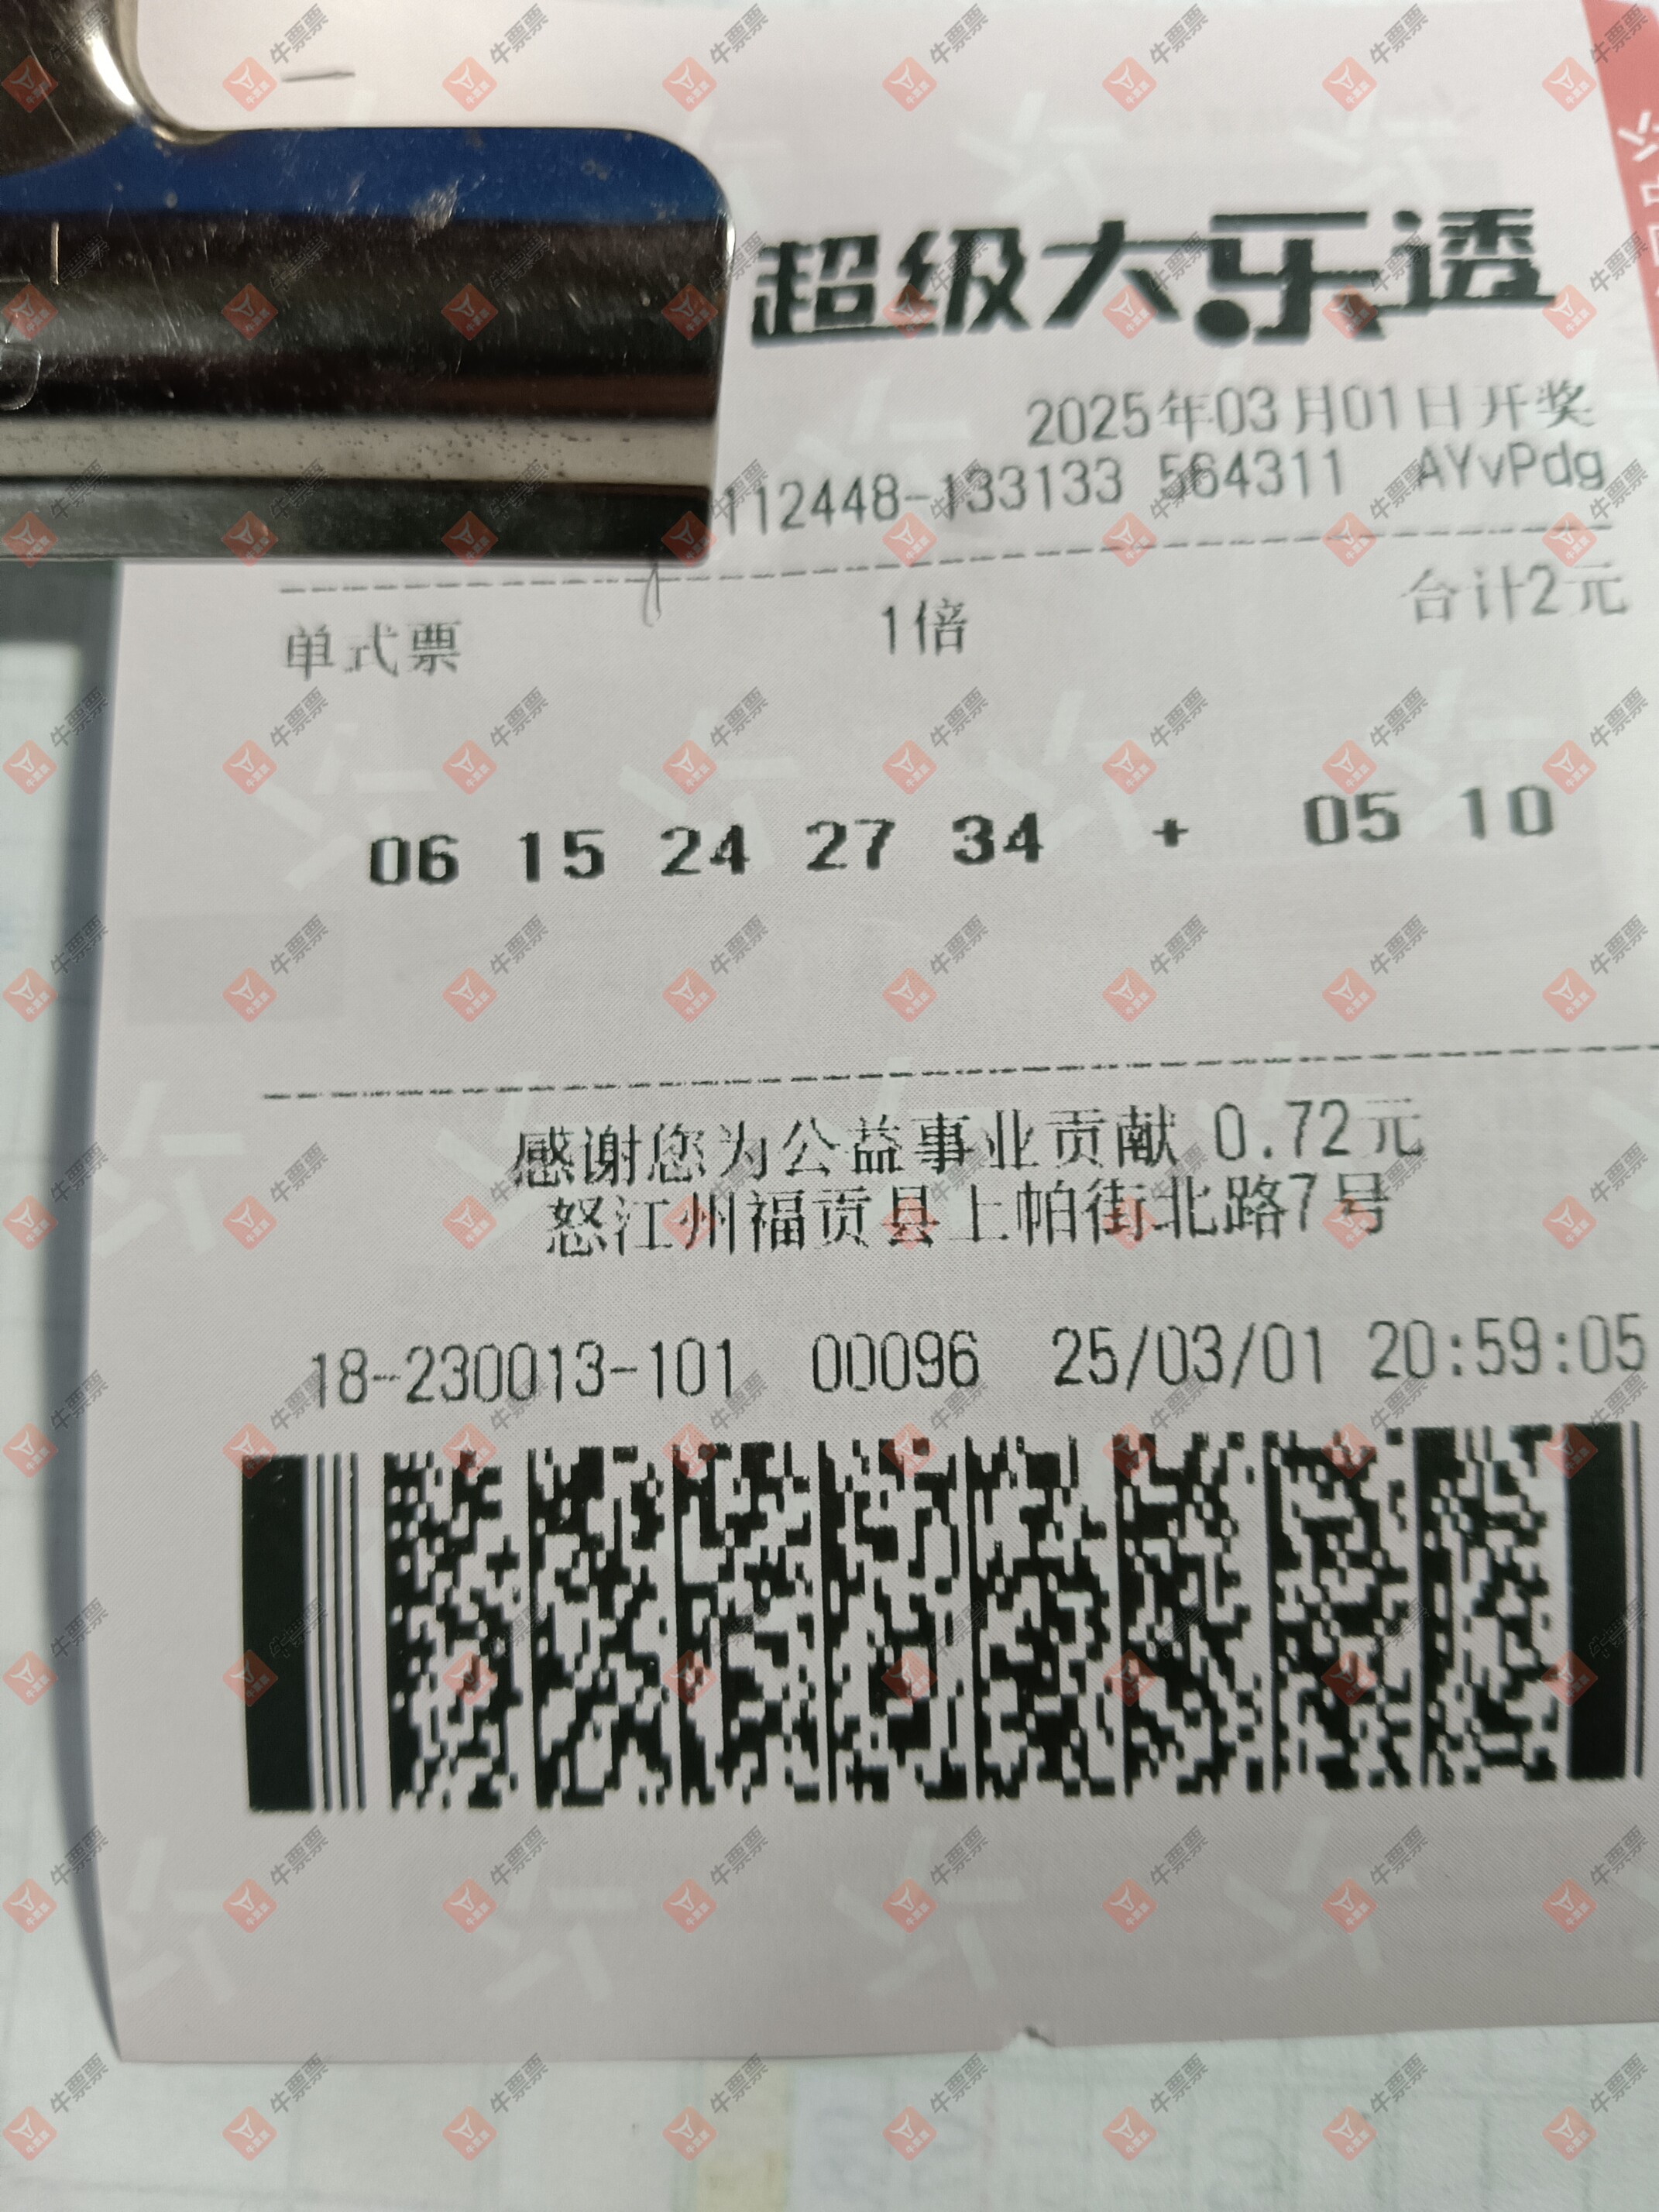 超级大乐透
2025年03月01日开奖
112448-133133 564311 AYvPdg
单式票 1倍 合计2元
06 15 24 27 34 + 05 10
感谢您为公益事业贡献 0.72元
怒江州福贡县上帕街北路7号
18-230013-101 00096 25/03/01 20:59:05
牛票票